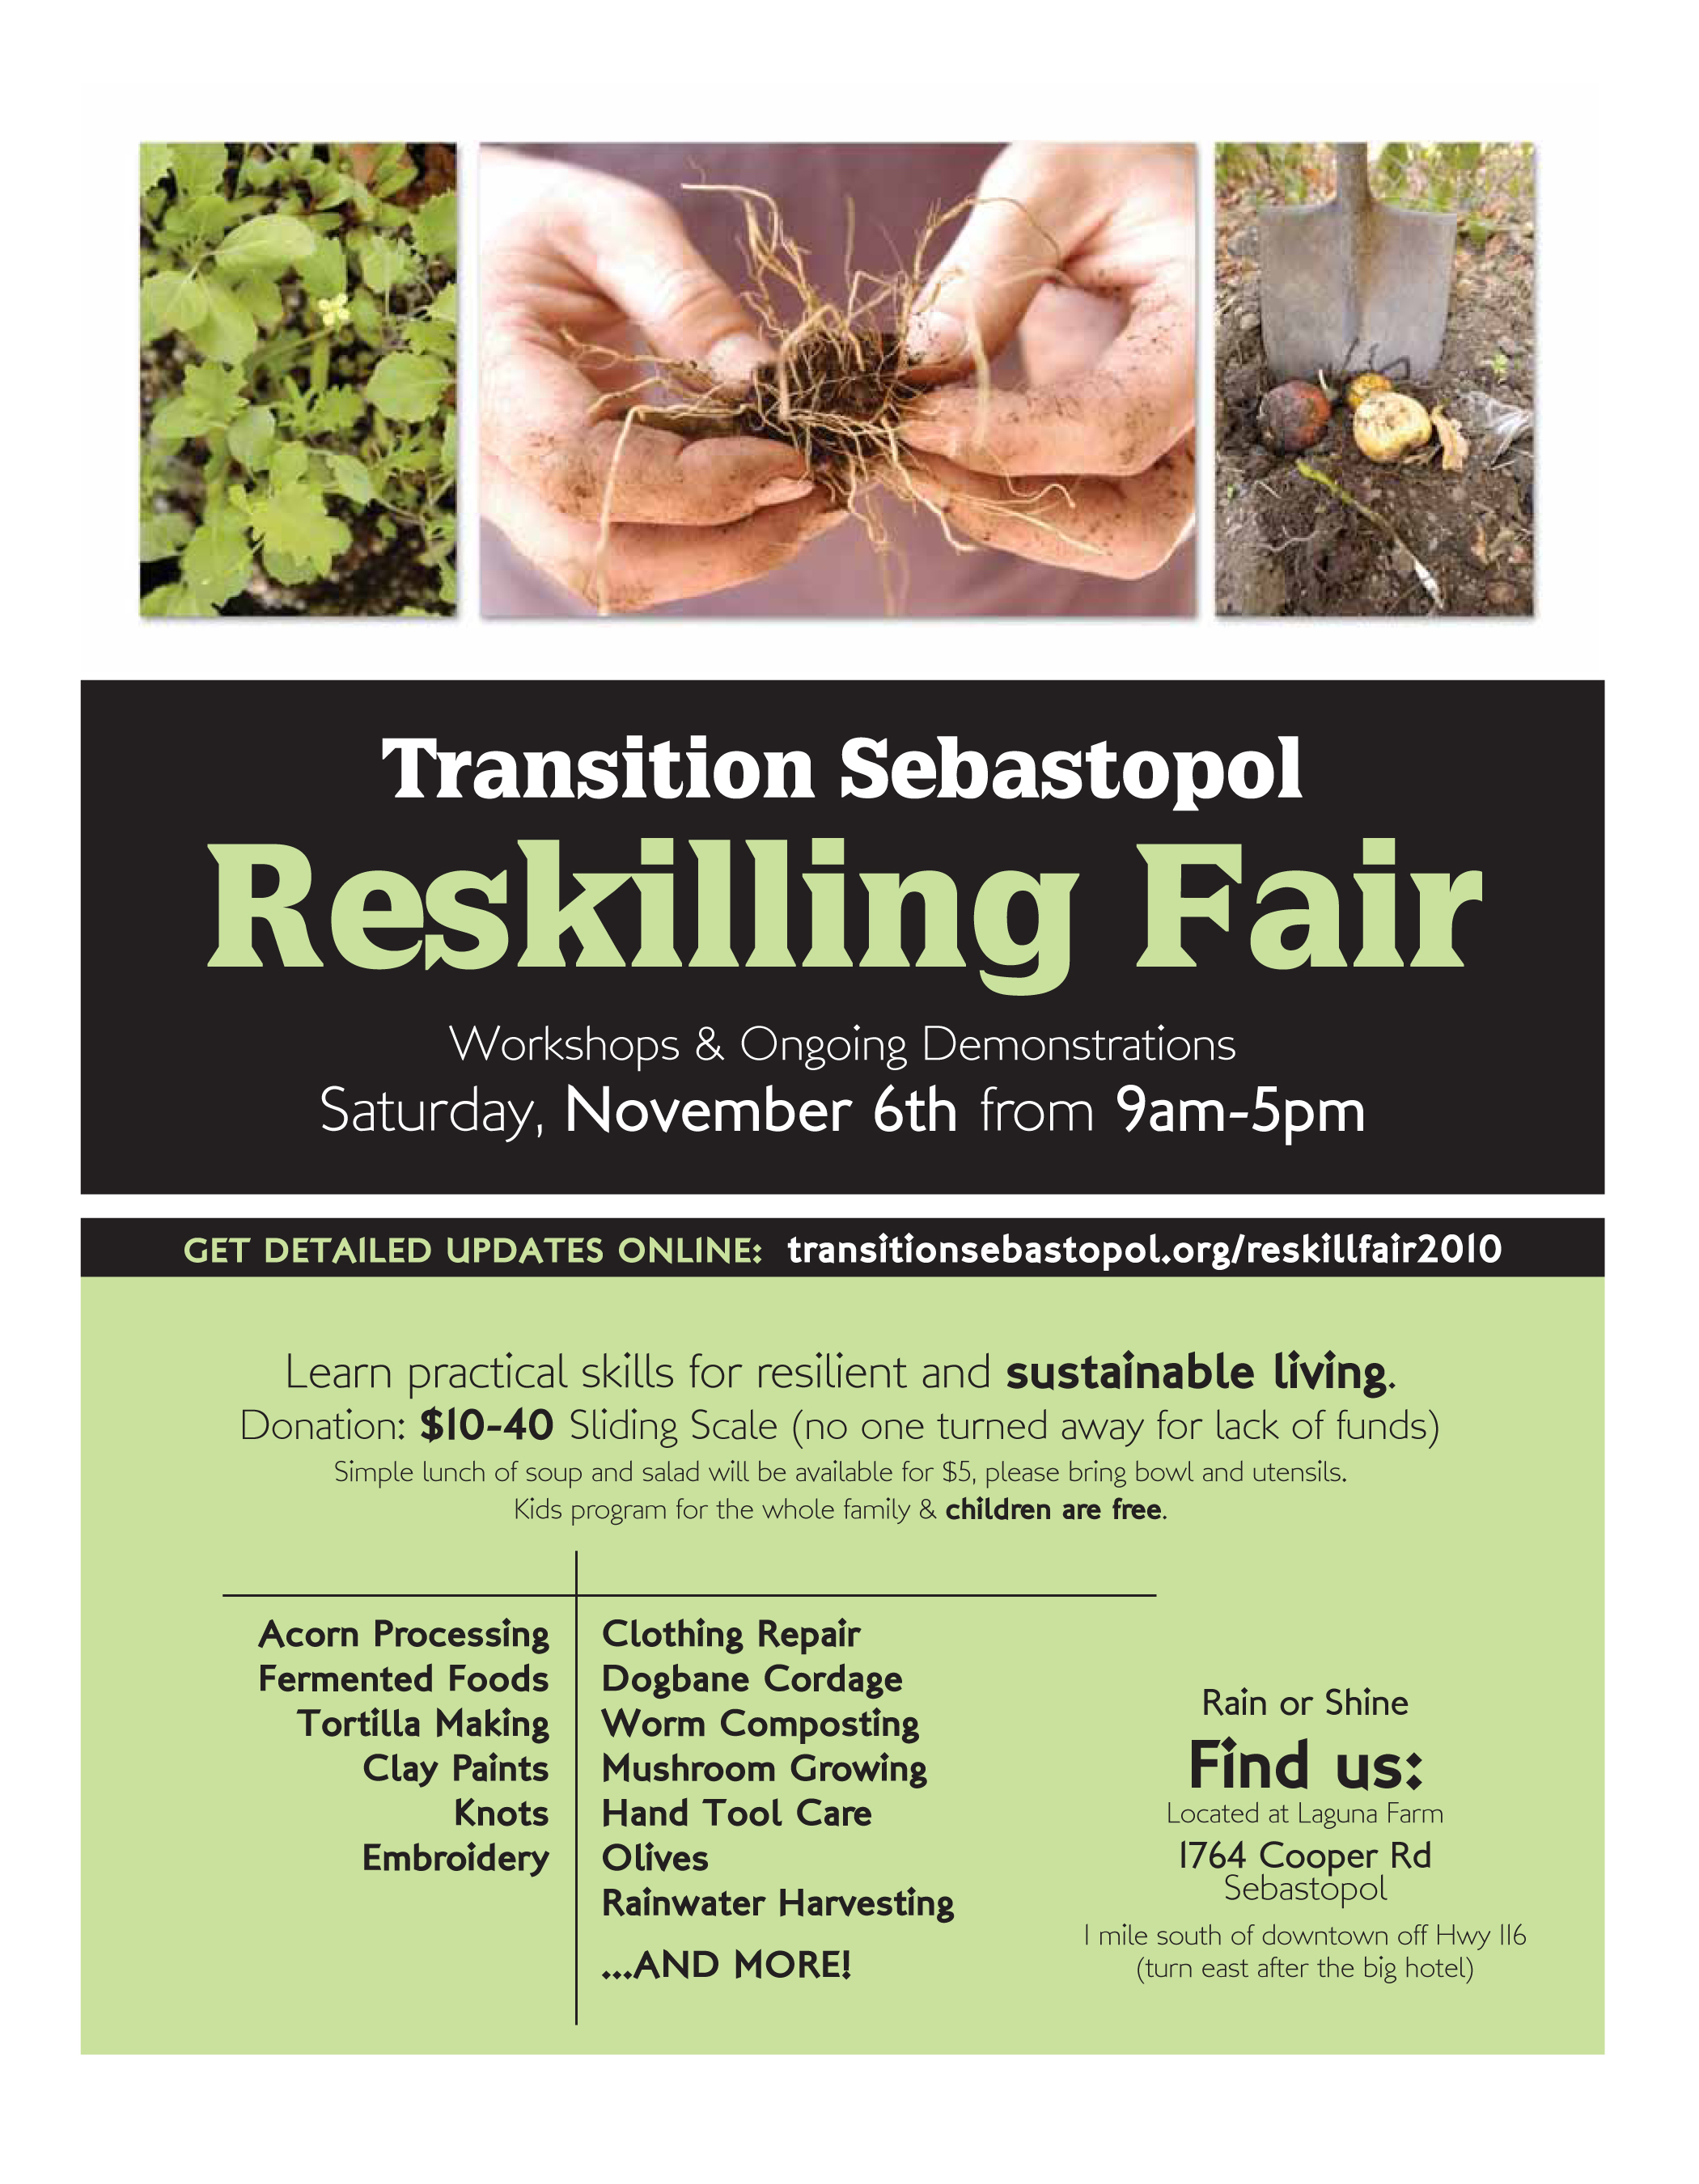 Transition Sebastopol
Reskilling Fair
Workshops & Ongoing Demonstrations
Saturday, November 6th from 9am-5pm
GET DETAILED UPDATES ONLINE: transitionsebastopol.org/reskillfair2010
Learn practical skills for resilient and sustainable living.
Donation: $10-40 Sliding Scale (no one turned away for lack of funds)
Simple lunch of soup and salad will be available for $5, please bring bowl and utensils.
Kids program for the whole family & children are free.
Acorn Processing
Fermented Foods
Tortilla Making
Clay Paints
Knots
Embroidery
Clothing Repair
Dogbane Cordage
Worm Composting
Mushroom Growing
Hand Tool Care
Olives
Rainwater Harvesting
...AND MORE!
Rain or Shine
Find us:
Located at Laguna Farm
1764 Cooper Rd
Sebastopol
1 mile south of downtown off Hwy 116
(turn east after the big hotel)